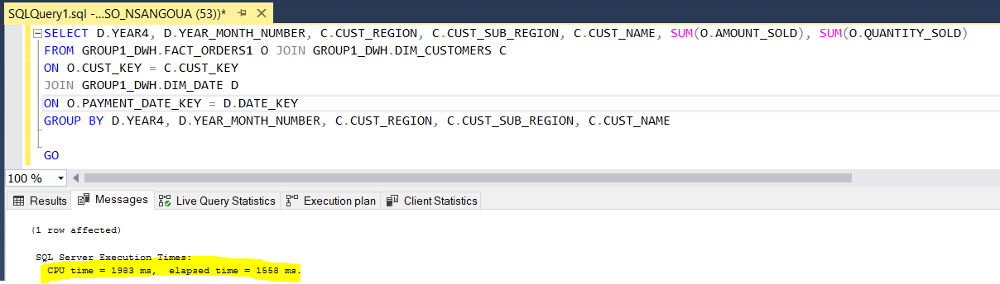 SQLQuery1.sql -...SO_NSANGOUA (53))*
SELECT D.YEAR4, D.YEAR_MONTH_NUMBER, C.CUST_REGION, C.CUST_SUB_REGION, C.CUST_NAME, SUM(O.AMOUNT_SOLD), SUM(O.QUANTITY_SOLD)
FROM GROUP1_DWH.FACT_ORDERS1 O JOIN GROUP1_DWH.DIM_CUSTOMERS C
ON O.CUST_KEY = C.CUST_KEY
JOIN GROUP1_DWH.DIM_DATE D
ON O.PAYMENT_DATE_KEY = D.DATE_KEY
GROUP BY D.YEAR4, D.YEAR_MONTH_NUMBER, C.CUST_REGION, C.CUST_SUB_REGION, C.CUST_NAME
GO
100 %
Results Messages Live Query Statistics Execution plan Client Statistics
(1 row affected)
SQL Server Execution Times:
CPU time = 1983 ms, elapsed time = 1558 ms.